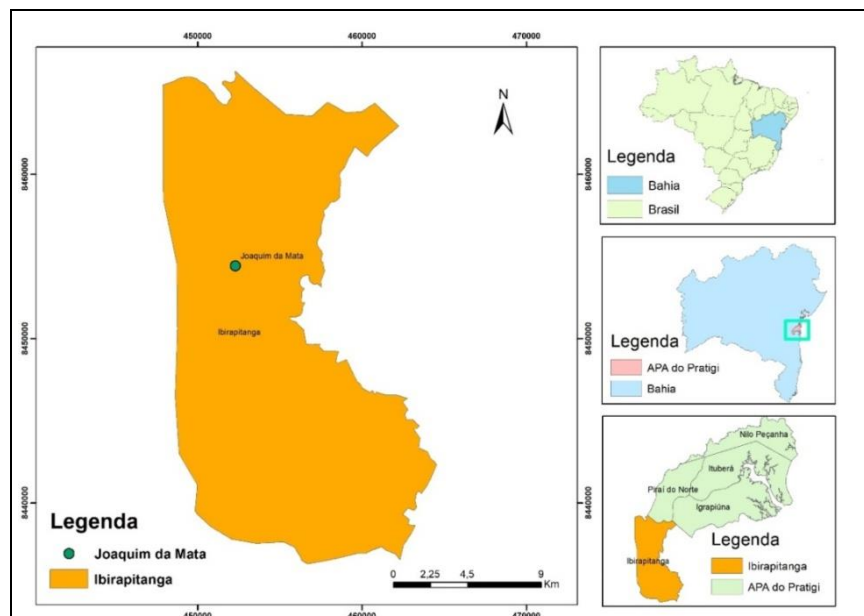 450000 460000 470000
N
8460000 8460000
Joaquim da Mata
Ibirapitanga
8450000 8450000
8440000 8440000
Legenda
Joaquim da Mata
Ibirapitanga
0 2,25 4,5 9
Km
450000 460000 470000
Legenda
Bahia
Brasil
Legenda
APA do Pratigi
Bahia
Nilo Peçanha
Ituberá
Piraí do Norte
Igrapiúna
Ibirapitanga
Legenda
Ibirapitanga
APA do Pratigi